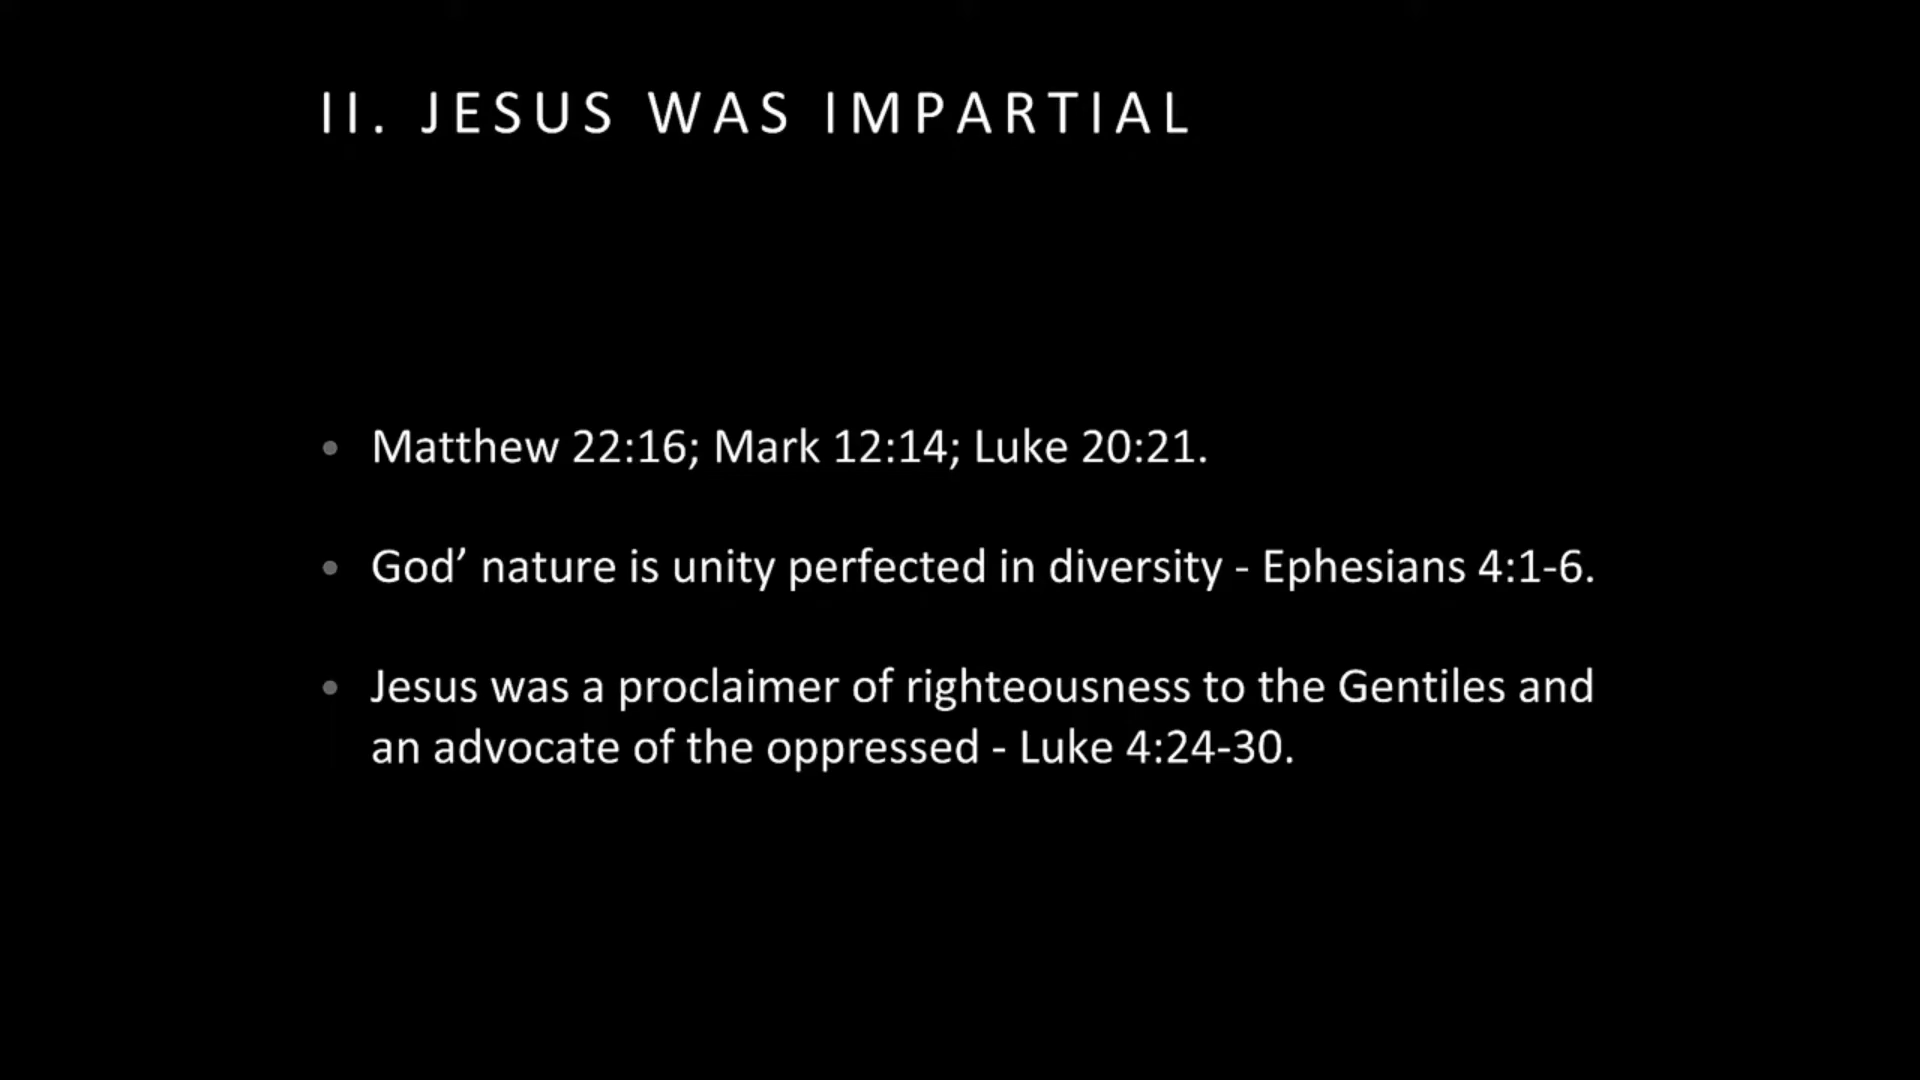 II. JESUS WAS IMPARTIAL
• Matthew 22:16; Mark 12:14; Luke 20:21.
• God’ nature is unity perfected in diversity - Ephesians 4:1-6.
• Jesus was a proclaimer of righteousness to the Gentiles and
an advocate of the oppressed - Luke 4:24-30.